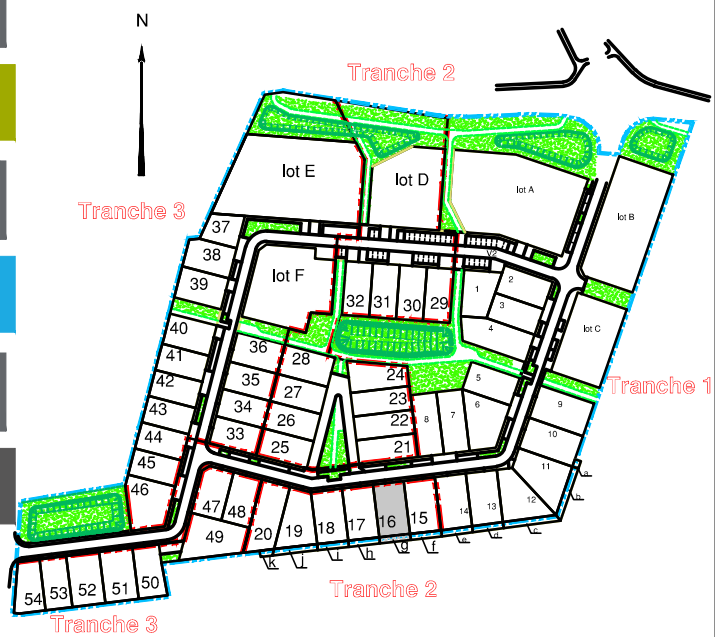 N
Tranche 2
lot E
lot D
lot A
lot B
Tranche 3
37
38
39
lot F
32
31
30
29
V2
1
2
3
4
lot C
40
41
42
43
44
45
46
36
35
34
33
28
27
26
25
24
23
22
21
8
7
5
6
Tranche 1
9
10
11
12
13
14
15
16
17
18
19
20
47
48
49
a
b
c
d
e
f
g
h
i
j
k
54
53
52
51
50
Tranche 2
Tranche 3